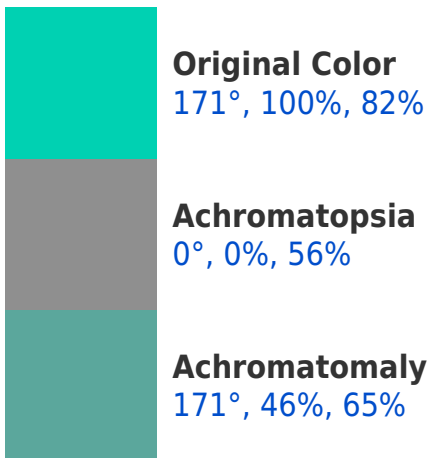 Original Color
171°, 100%, 82%
Achromatopsia
0°, 0%, 56%
Achromatomaly
171°, 46%, 65%